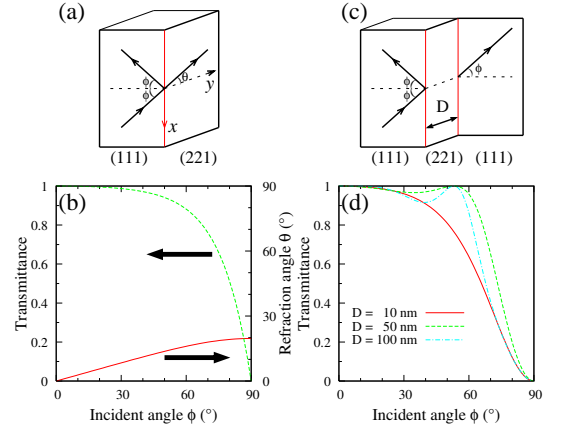 (a)
ϕ
ϕ
θ
y
x
(111)
(221)
(c)
ϕ
ϕ
ϕ
D
(111)
(221)
(111)
(b)
Transmittance
1
0.8
0.6
0.4
0.2
0
0
30
60
90
Incident angle ϕ (°)
90
60
30
0
Refraction angle θ (°)
(d)
Transmittance
1
0.8
0.6
0.4
0.2
0
D = 10 nm
D = 50 nm
D = 100 nm
0
30
60
90
Incident angle ϕ (°)